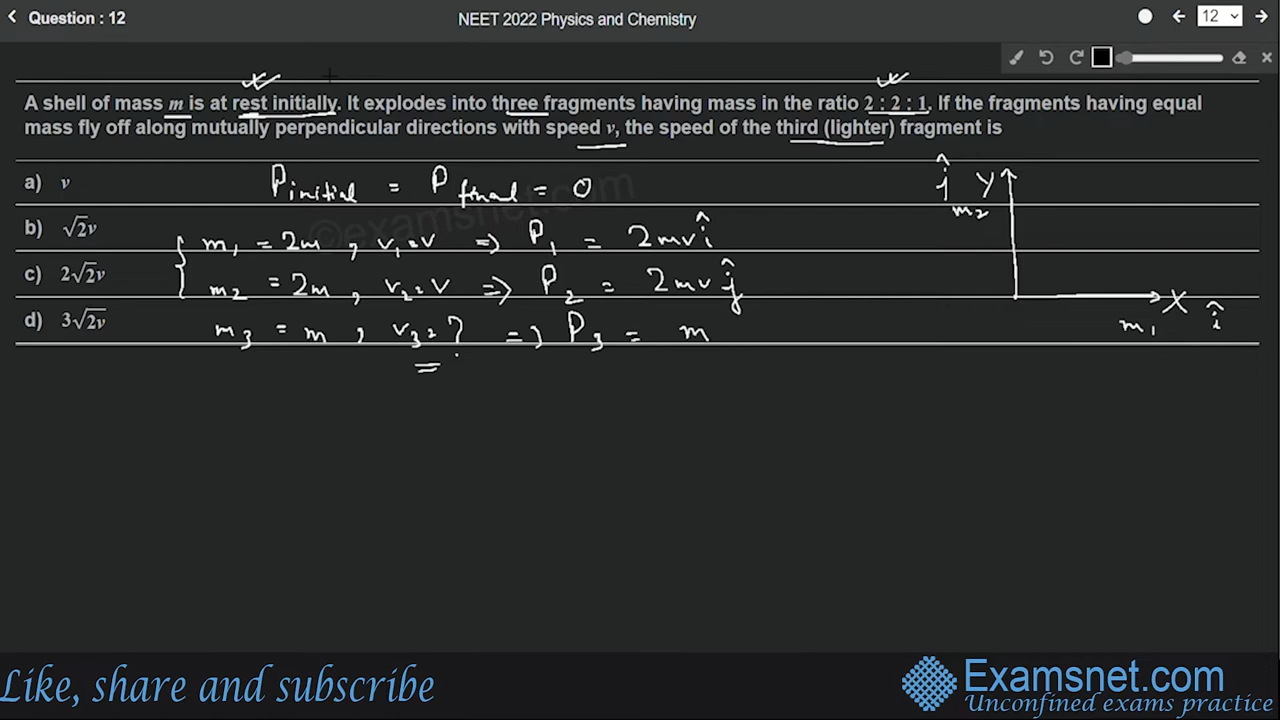 Question : 12
NEET 2022 Physics and Chemistry
12
A shell of mass m is at rest initially. It explodes into three fragments having mass in the ratio 2 : 2 : 1. If the fragments having equal
mass fly off along mutually perpendicular directions with speed v, the speed of the third (lighter) fragment is
a) v
P initial = P final = 0
ĵ Y
m2
©examsnet.com
b) √2v
m1 = 2m , v1 = v => P1 = 2mv î
c) 2√2v
m2 = 2m , v2 = v => P2 = 2mv ĵ
X
m1 î
d) 3√2v
m3 = m , v3 = ? => P3 = m
Like, share and subscribe
Examsnet.com
Unconfined exams practice